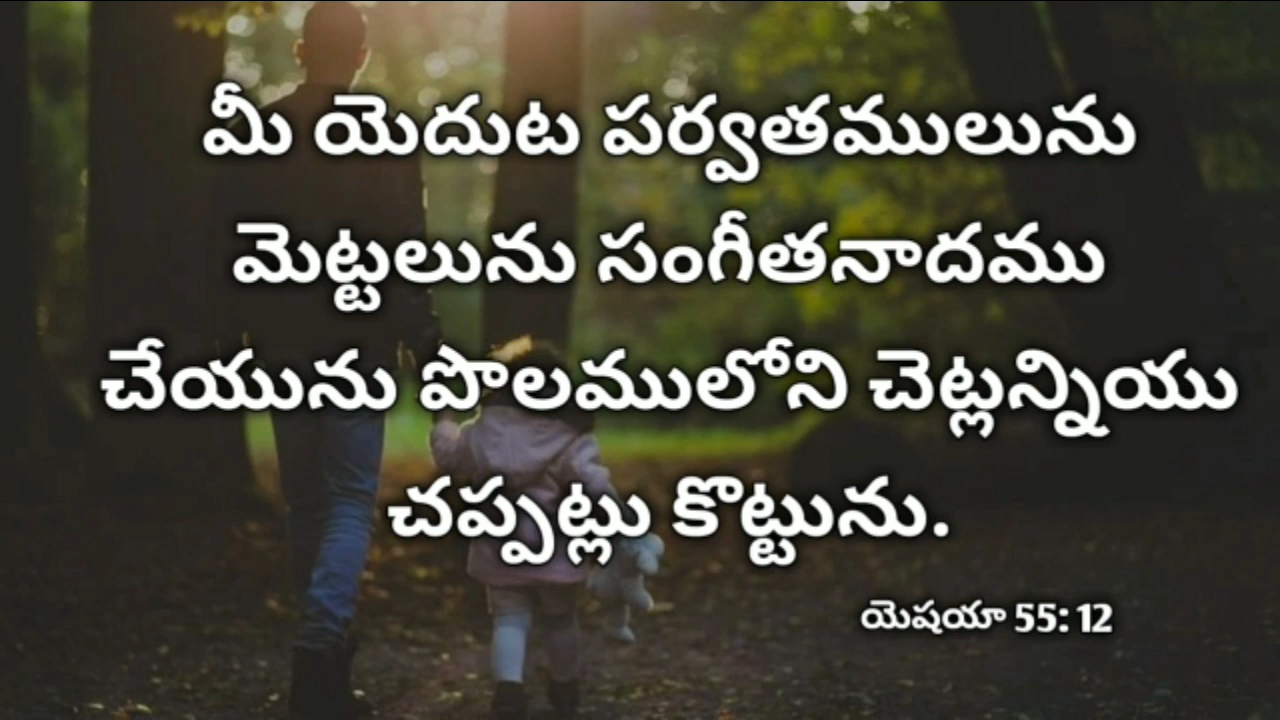 మీ యెదుట పర్వతములును
మెట్టలును సంగీతనాదము
చేయును పొలములోని చెట్లన్నియు
చప్పట్లు కొట్టును.
యెషయా 55: 12